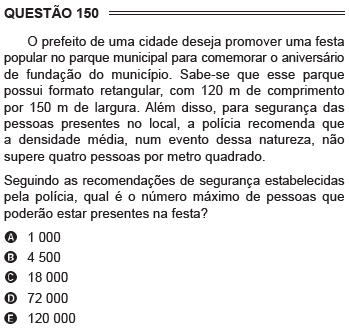 QUESTÃO 150
O prefeito de uma cidade deseja promover uma festa
popular no parque municipal para comemorar o aniversário
de fundação do município. Sabe-se que esse parque
possui formato retangular, com 120 m de comprimento
por 150 m de largura. Além disso, para segurança das
pessoas presentes no local, a polícia recomenda que
a densidade média, num evento dessa natureza, não
supere quatro pessoas por metro quadrado.
Seguindo as recomendações de segurança estabelecidas
pela polícia, qual é o número máximo de pessoas que
poderão estar presentes na festa?
A 1 000
B 4 500
C 18 000
D 72 000
E 120 000